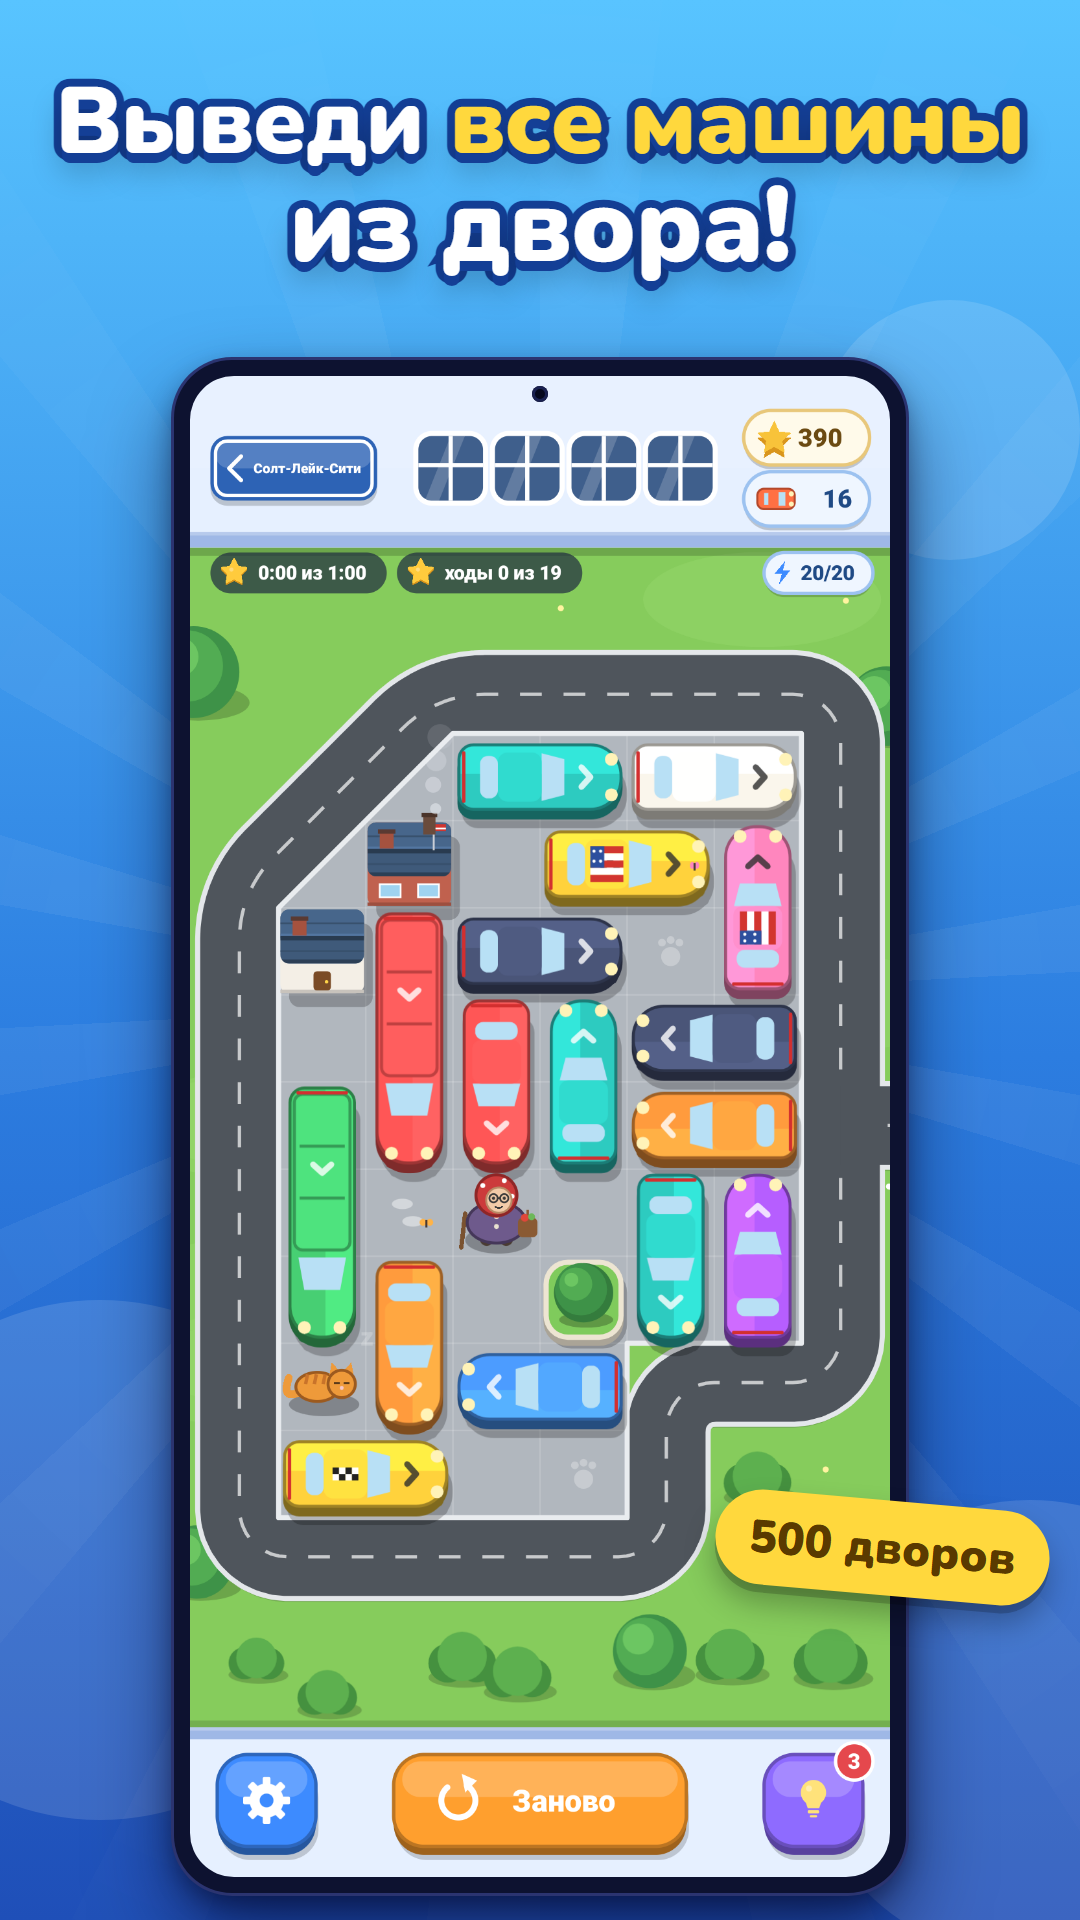 Выведи все машины
из двора!
Солт-Лейк-Сити
390
16
0:00 из 1:00
ходы 0 из 19
20/20
z
500 дворов
Заново
3